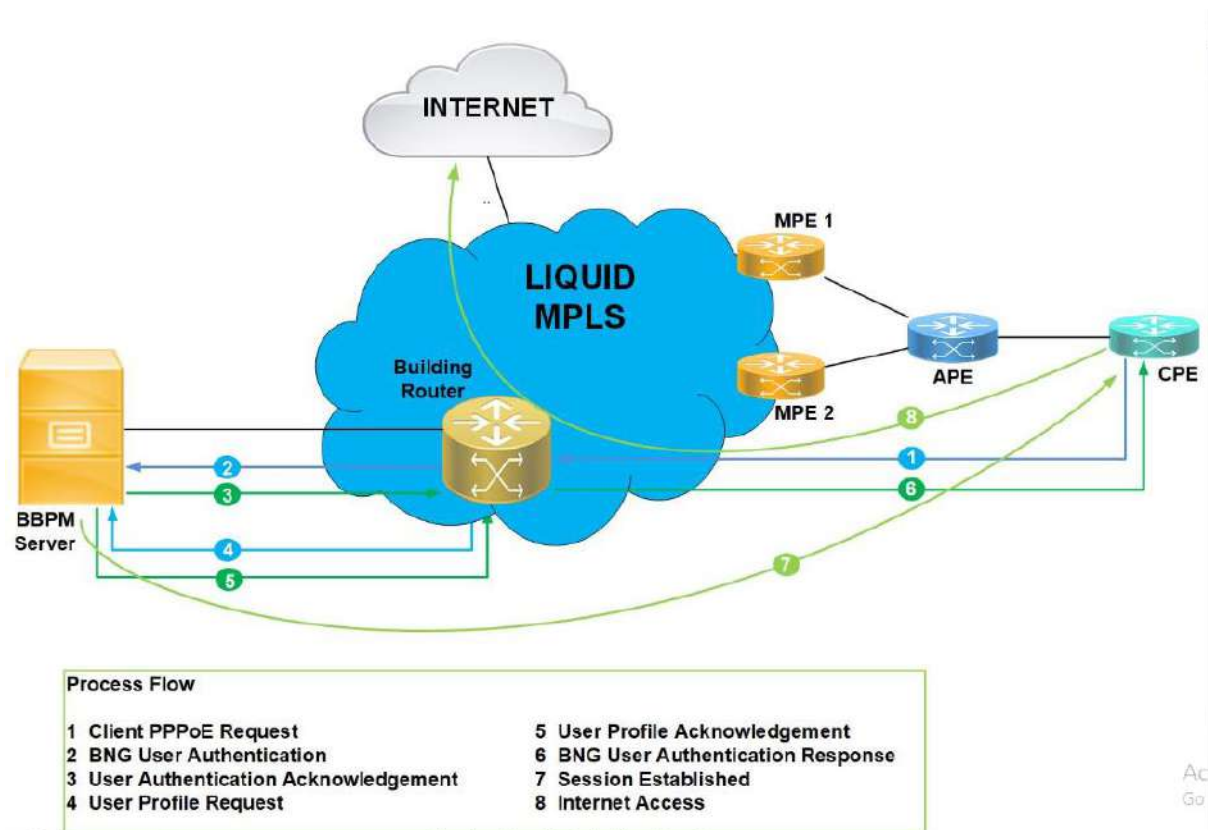 INTERNET
MPE 1
LIQUID
MPLS
Building
Router
APE
CPE
MPE 2
8
1
2
6
3
BBPM
Server
4
7
5
Process Flow
1 Client PPPoE Request
2 BNG User Authentication
3 User Authentication Acknowledgement
4 User Profile Request
5 User Profile Acknowledgement
6 BNG User Authentication Response
7 Session Established
8 Internet Access
Ac
Go